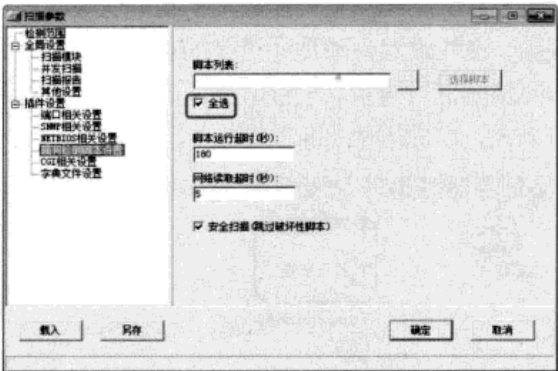 扫描参数
检测范围
全局设置
扫描模块
并发扫描
扫描报告
其他设置
插件设置
端口相关设置
SNMP相关设置
NETBIOS相关设置
CGI相关设置
字典文件设置
脚本列表:
选择脚本
全选
脚本运行超时(秒):
180
网络读取超时(秒):
5
安全扫描(跳过破坏性脚本)
载入
另存
确定
取消